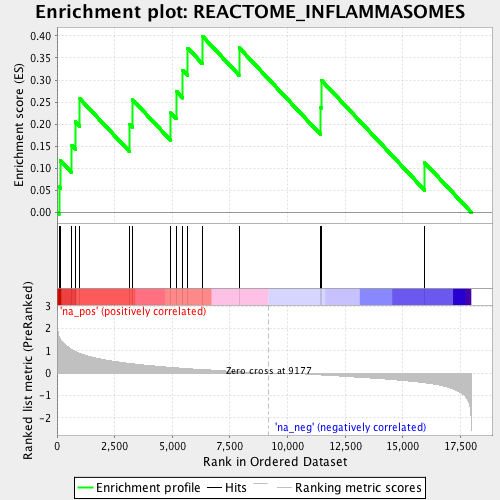 Enrichment plot: REACTOME_INFLAMMASOMES
Enrichment score (ES)
0.40
0.35
0.30
0.25
0.20
0.15
0.10
0.05
0.00
'na_pos' (positively correlated)
Ranked list metric (PreRanked)
3
2
1
0
-1
-2
Zero cross at 9177
'na_neg' (negatively correlated)
0 2,500 5,000 7,500 10,000 12,500 15,000 17,500
Rank in Ordered Dataset
Enrichment profile Hits Ranking metric scores